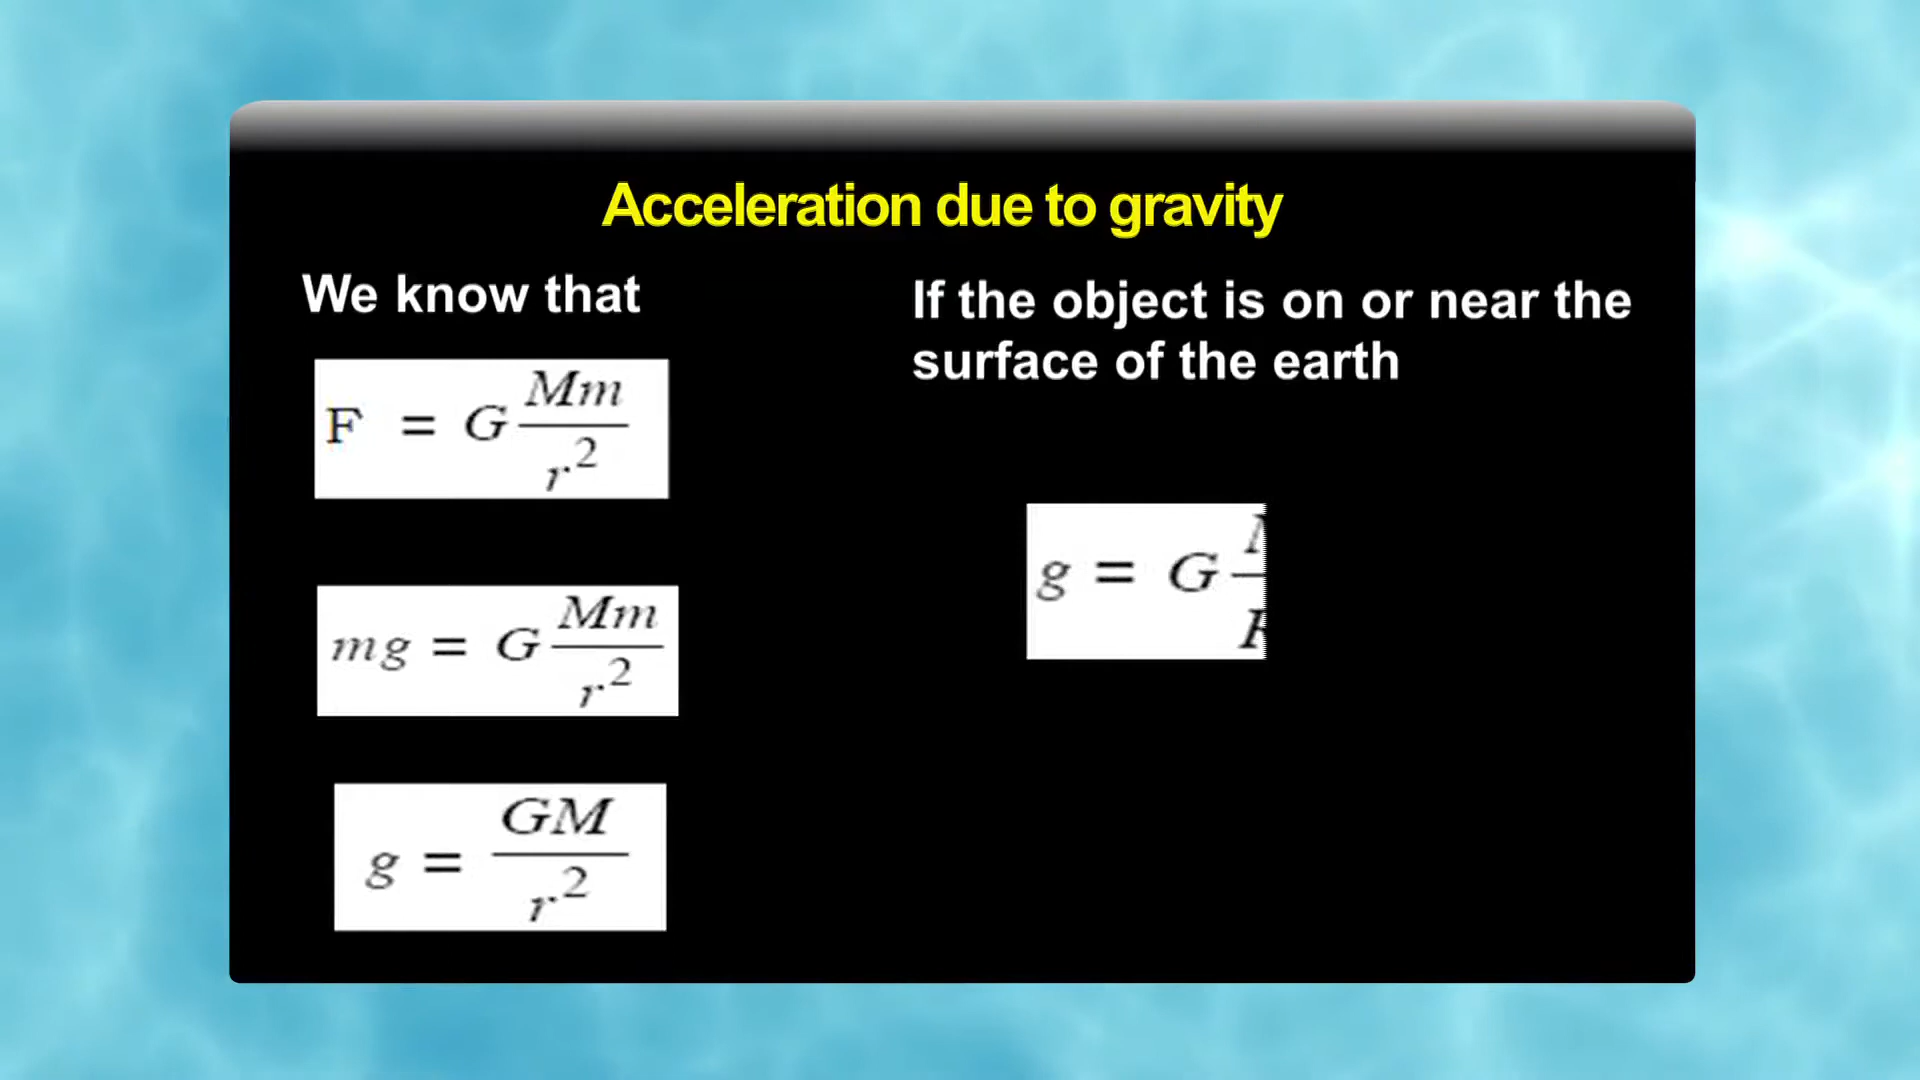 Acceleration due to gravity
We know that
F = G Mm/r²
mg = G Mm/r²
g = GM/r²
If the object is on or near the
surface of the earth
g = G